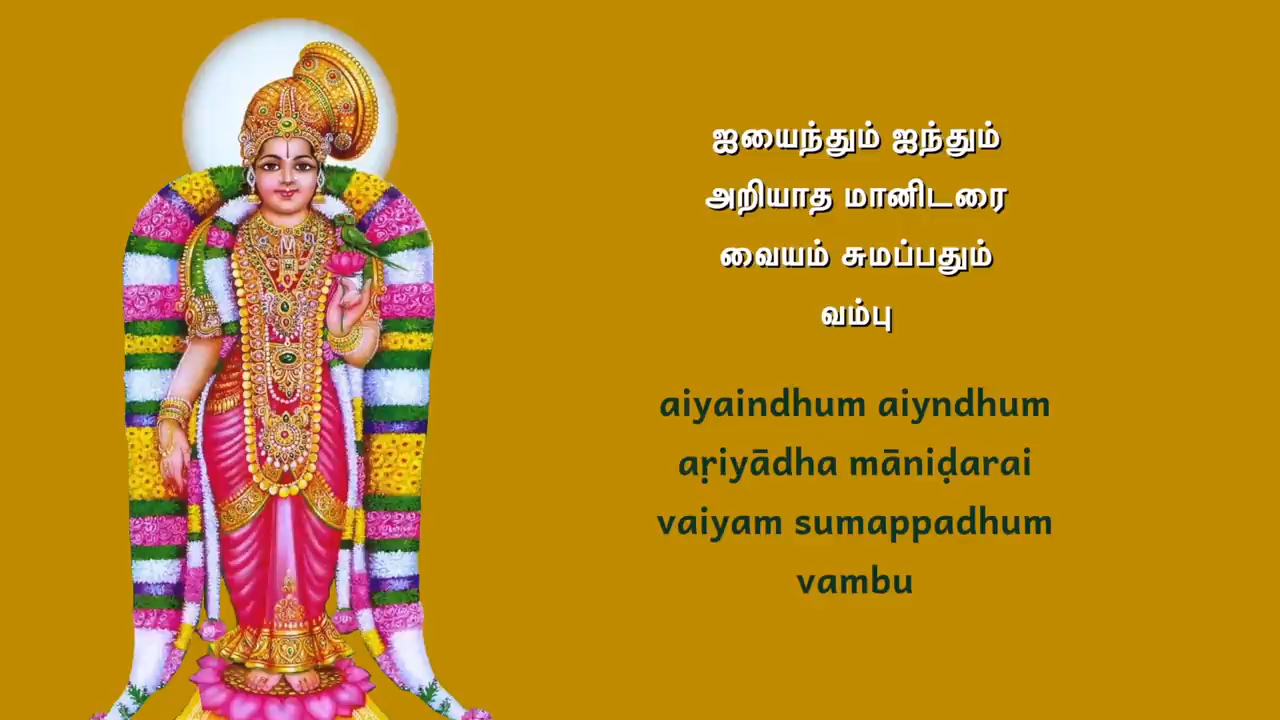 ஐயைந்தும் ஐந்தும்
அறியாத மானிடரை
வையம் சுமப்பதும்
வம்பு
aiyaindhum aiyndhum
aṛiyādha māniḍarai
vaiyam sumappadhum
vambu